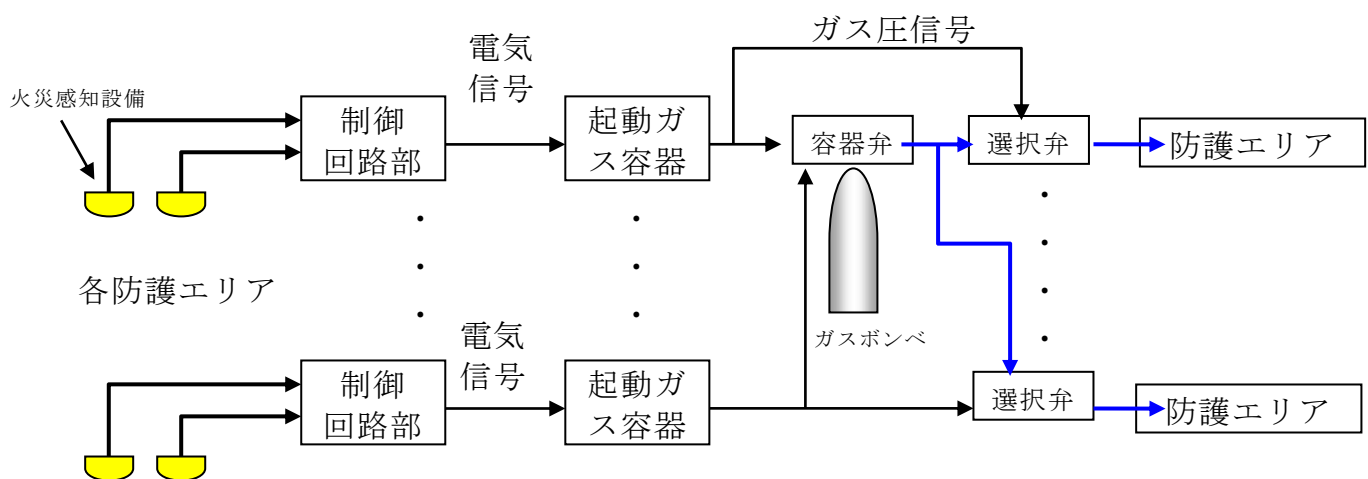 ガス圧信号
電気
信号
火災感知設備
制御
回路部
起動ガ
ス容器
容器弁
選択弁
防護エリア
各防護エリア
ガスボンベ
電気
信号
制御
回路部
起動ガ
ス容器
選択弁
防護エリア